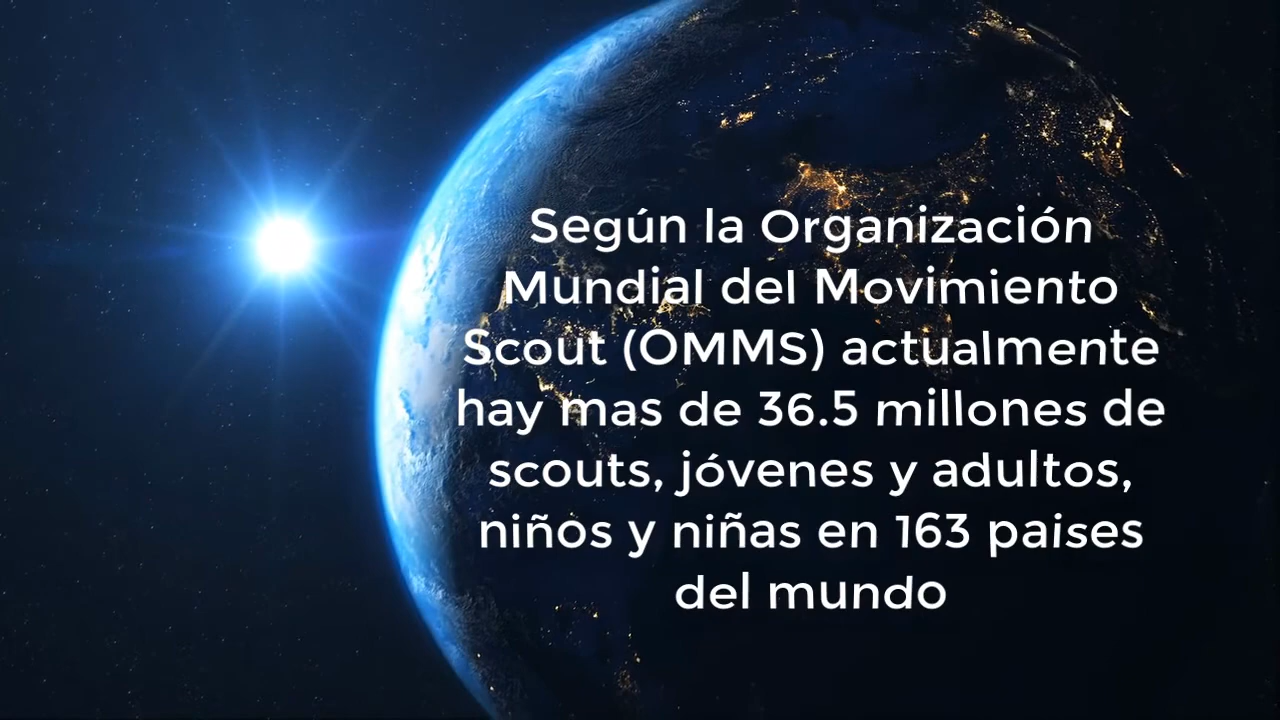 Según la Organización
Mundial del Movimiento
Scout (OMMS) actualmente
hay mas de 36.5 millones de
scouts, jóvenes y adultos,
niños y niñas en 163 paises
del mundo